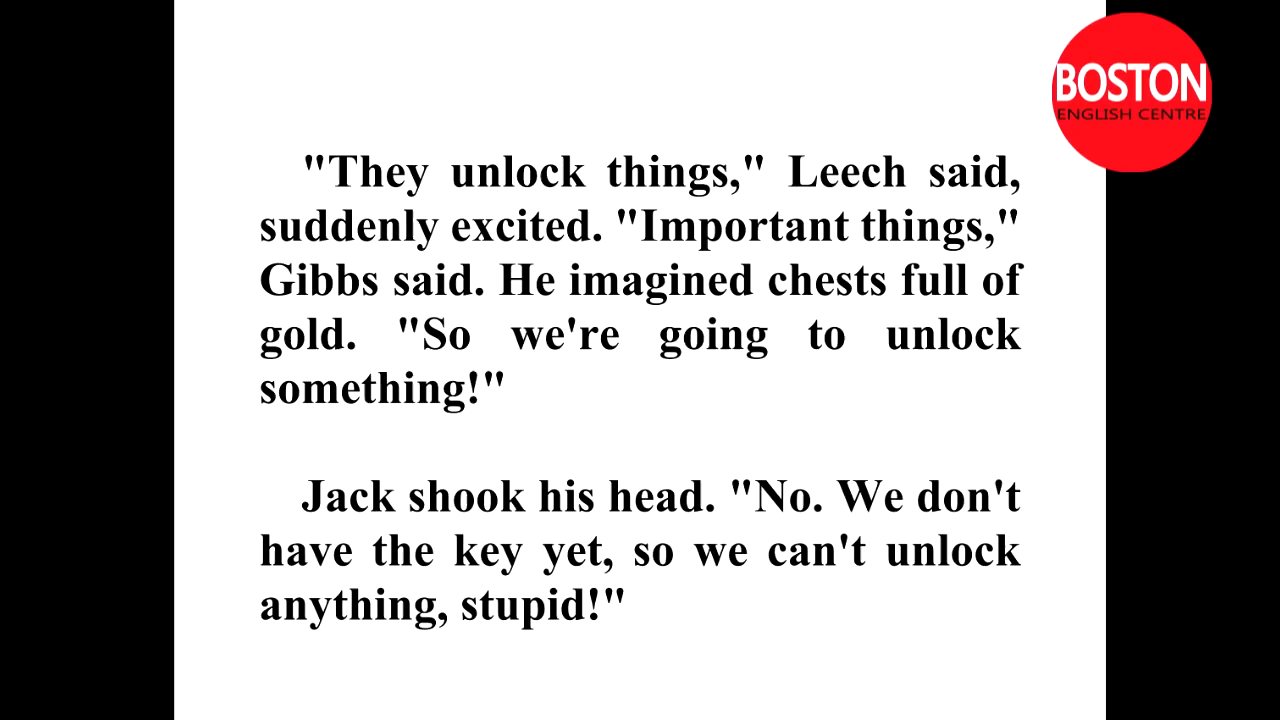 BOSTON
ENGLISH CENTRE
"They unlock things," Leech said,
suddenly excited. "Important things,"
Gibbs said. He imagined chests full of
gold. "So we're going to unlock
something!"
Jack shook his head. "No. We don't
have the key yet, so we can't unlock
anything, stupid!"